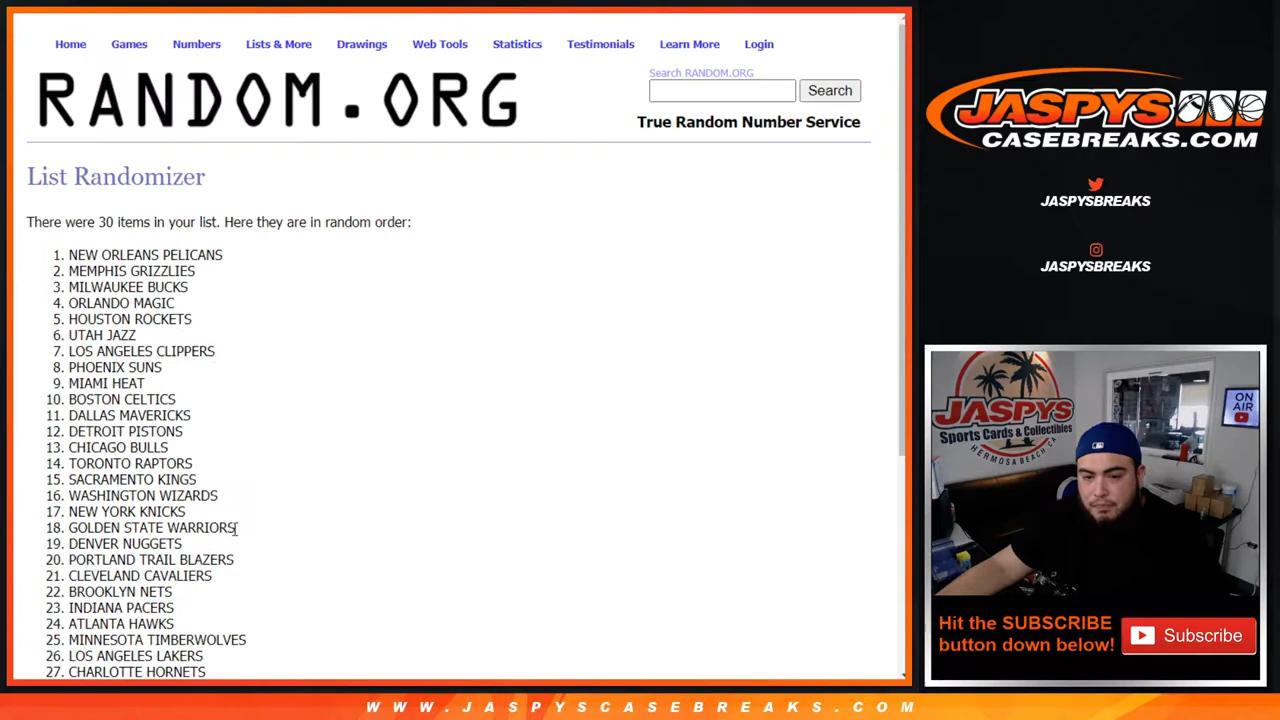 Home Games Numbers Lists & More Drawings Web Tools Statistics Testimonials Learn More Login
RANDOM.ORG
Search RANDOM.ORG
Search
True Random Number Service
List Randomizer
There were 30 items in your list. Here they are in random order:
1. NEW ORLEANS PELICANS
2. MEMPHIS GRIZZLIES
3. MILWAUKEE BUCKS
4. ORLANDO MAGIC
5. HOUSTON ROCKETS
6. UTAH JAZZ
7. LOS ANGELES CLIPPERS
8. PHOENIX SUNS
9. MIAMI HEAT
10. BOSTON CELTICS
11. DALLAS MAVERICKS
12. DETROIT PISTONS
13. CHICAGO BULLS
14. TORONTO RAPTORS
15. SACRAMENTO KINGS
16. WASHINGTON WIZARDS
17. NEW YORK KNICKS
18. GOLDEN STATE WARRIORS
19. DENVER NUGGETS
20. PORTLAND TRAIL BLAZERS
21. CLEVELAND CAVALIERS
22. BROOKLYN NETS
23. INDIANA PACERS
24. ATLANTA HAWKS
25. MINNESOTA TIMBERWOLVES
26. LOS ANGELES LAKERS
27. CHARLOTTE HORNETS
JASPYS
CASEBREAKS.COM
JASPYSBREAKS
JASPYSBREAKS
JASPYS
Sports Cards & Collectibles
HERMOSA BEACH CA
ON AIR
Hit the SUBSCRIBE
button down below!
Subscribe
WWW.JASPYSCASEBREAKS.COM